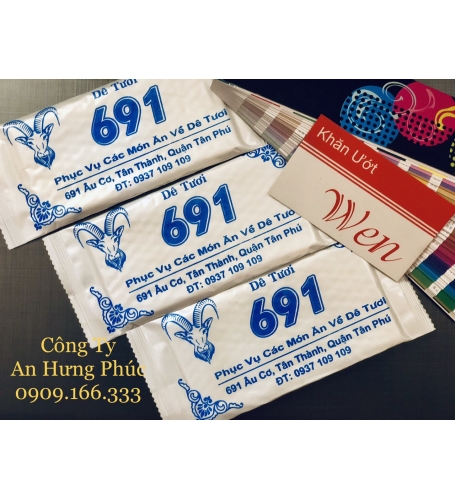 Dê Tươi
691
Phục Vụ Các Món Ăn Về Dê Tươi
691 Âu Cơ, Tân Thành, Quận Tân Phú
ĐT: 0937 109 109
Dê Tươi
691
Phục Vụ Các Món Ăn Về Dê Tươi
691 Âu Cơ, Tân Thành, Quận Tân Phú
ĐT: 0937 109 109
Dê Tươi
691
Phục Vụ Các Món Ăn Về Dê Tươi
691 Âu Cơ, Tân Thành, Quận Tân Phú
ĐT: 0937 109 109
Khăn Ướt
Wen
Công Ty
An Hưng Phúc
0909.166.333